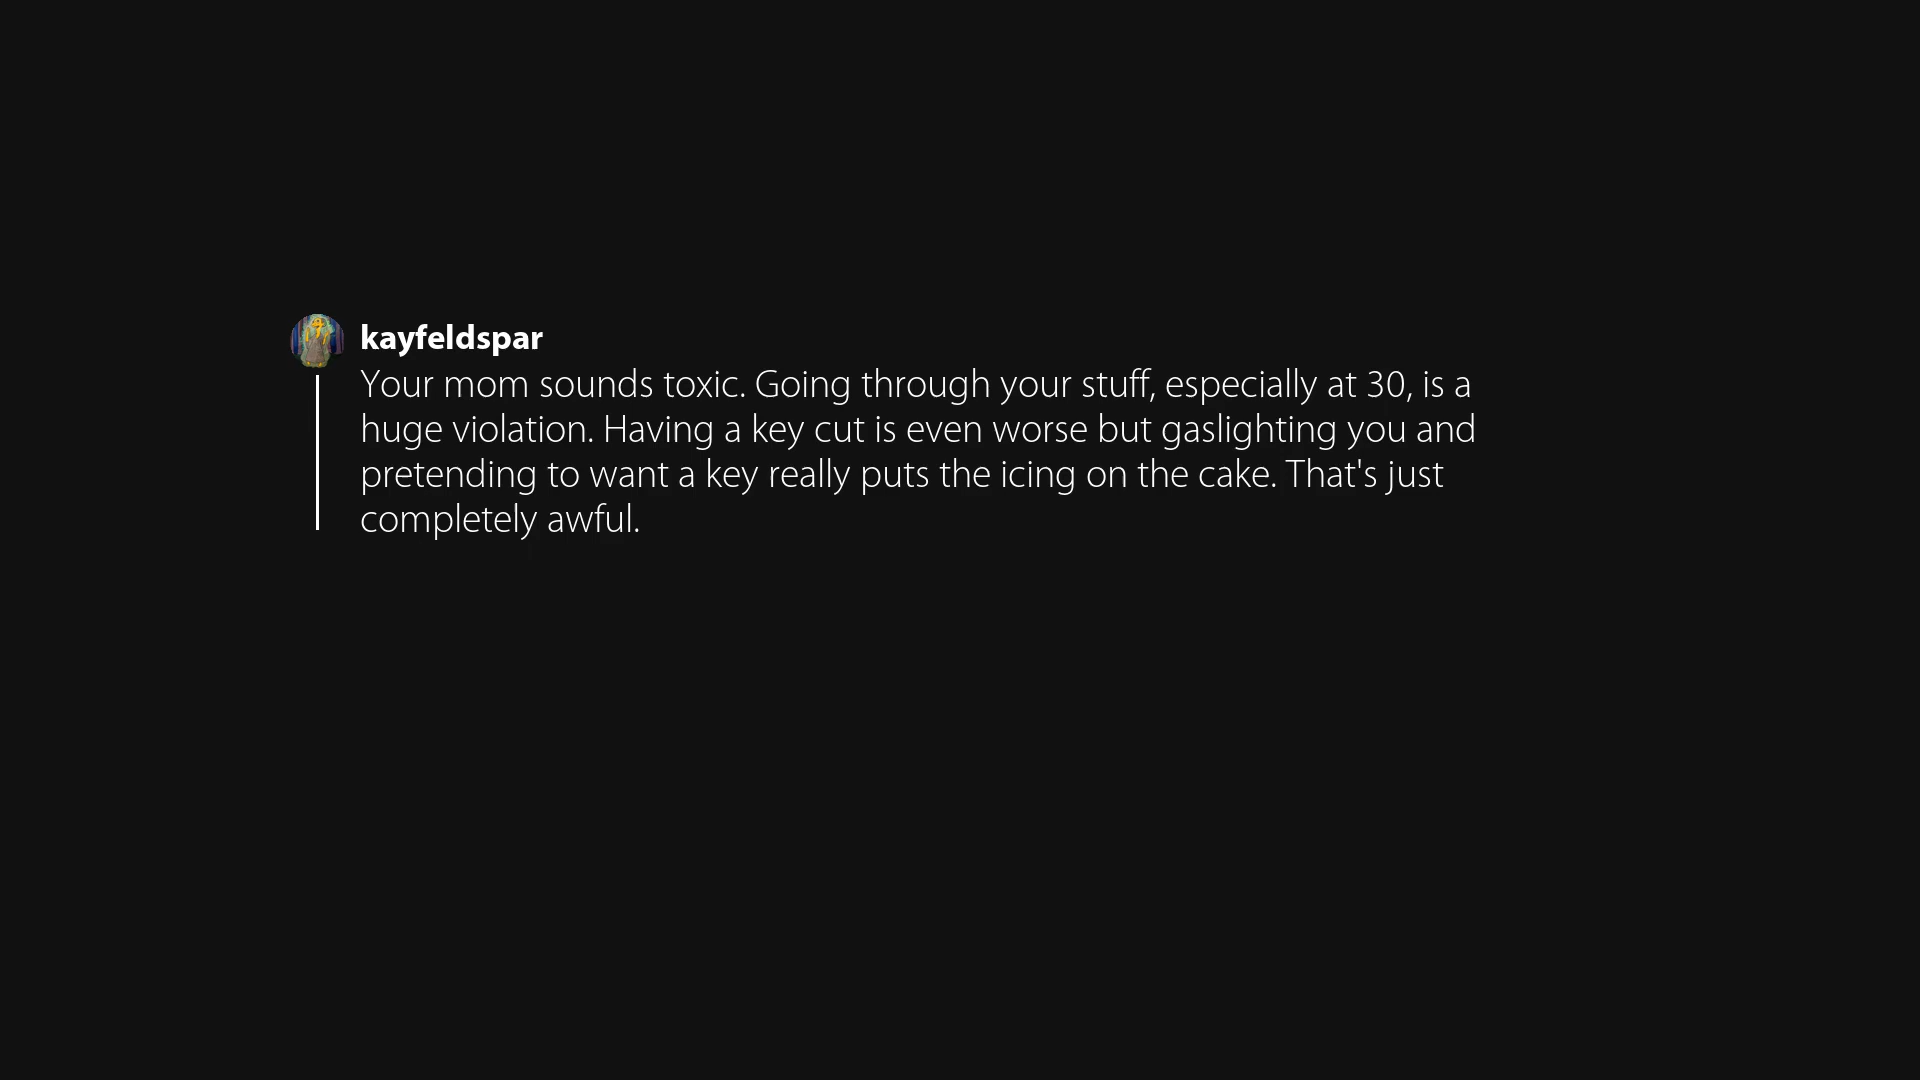 kayfeldspar
Your mom sounds toxic. Going through your stuff, especially at 30, is a
huge violation. Having a key cut is even worse but gaslighting you and
pretending to want a key really puts the icing on the cake. That's just
completely awful.